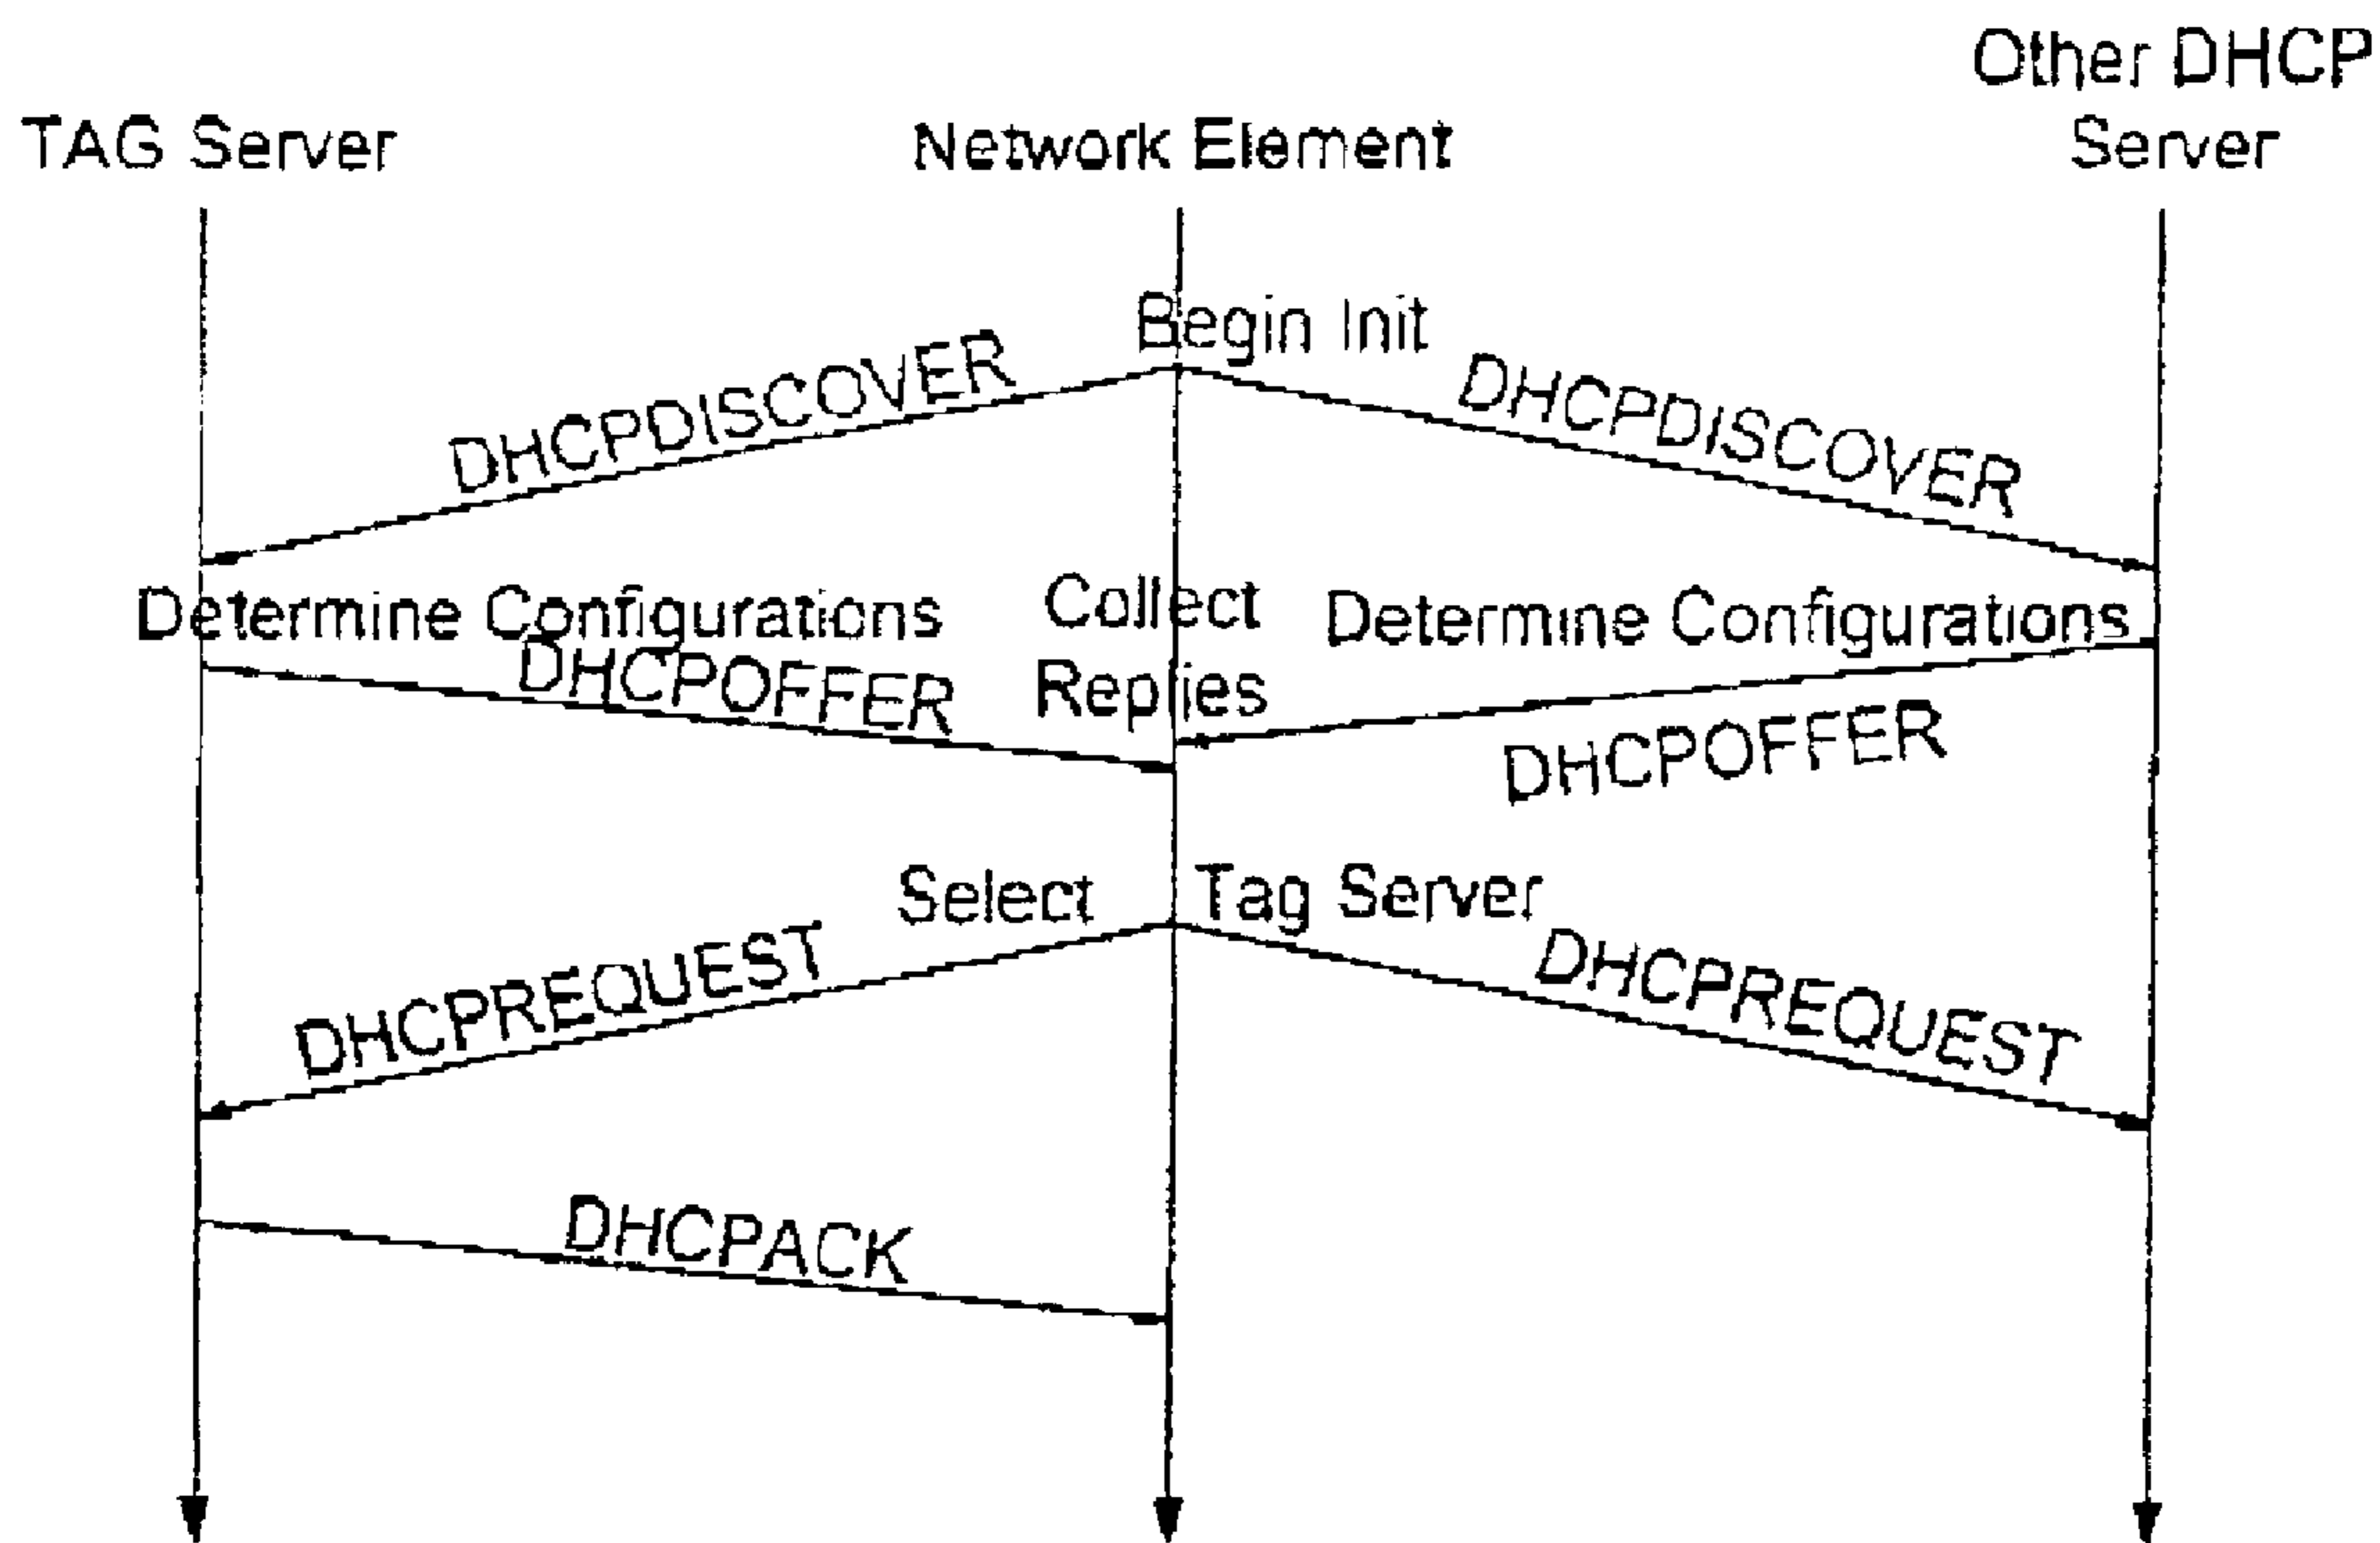 Other DHCP
Server
TAG Server
Network Element
Begin Init
DHCPDISCOVER
DHCPDISCOVER
Determine Configurations
Collect
Replies
Determine Configurations
DHCPOFFER
DHCPOFFER
Select Tag Server
DHCPREQUEST
DHCPREQUEST
DHCPACK